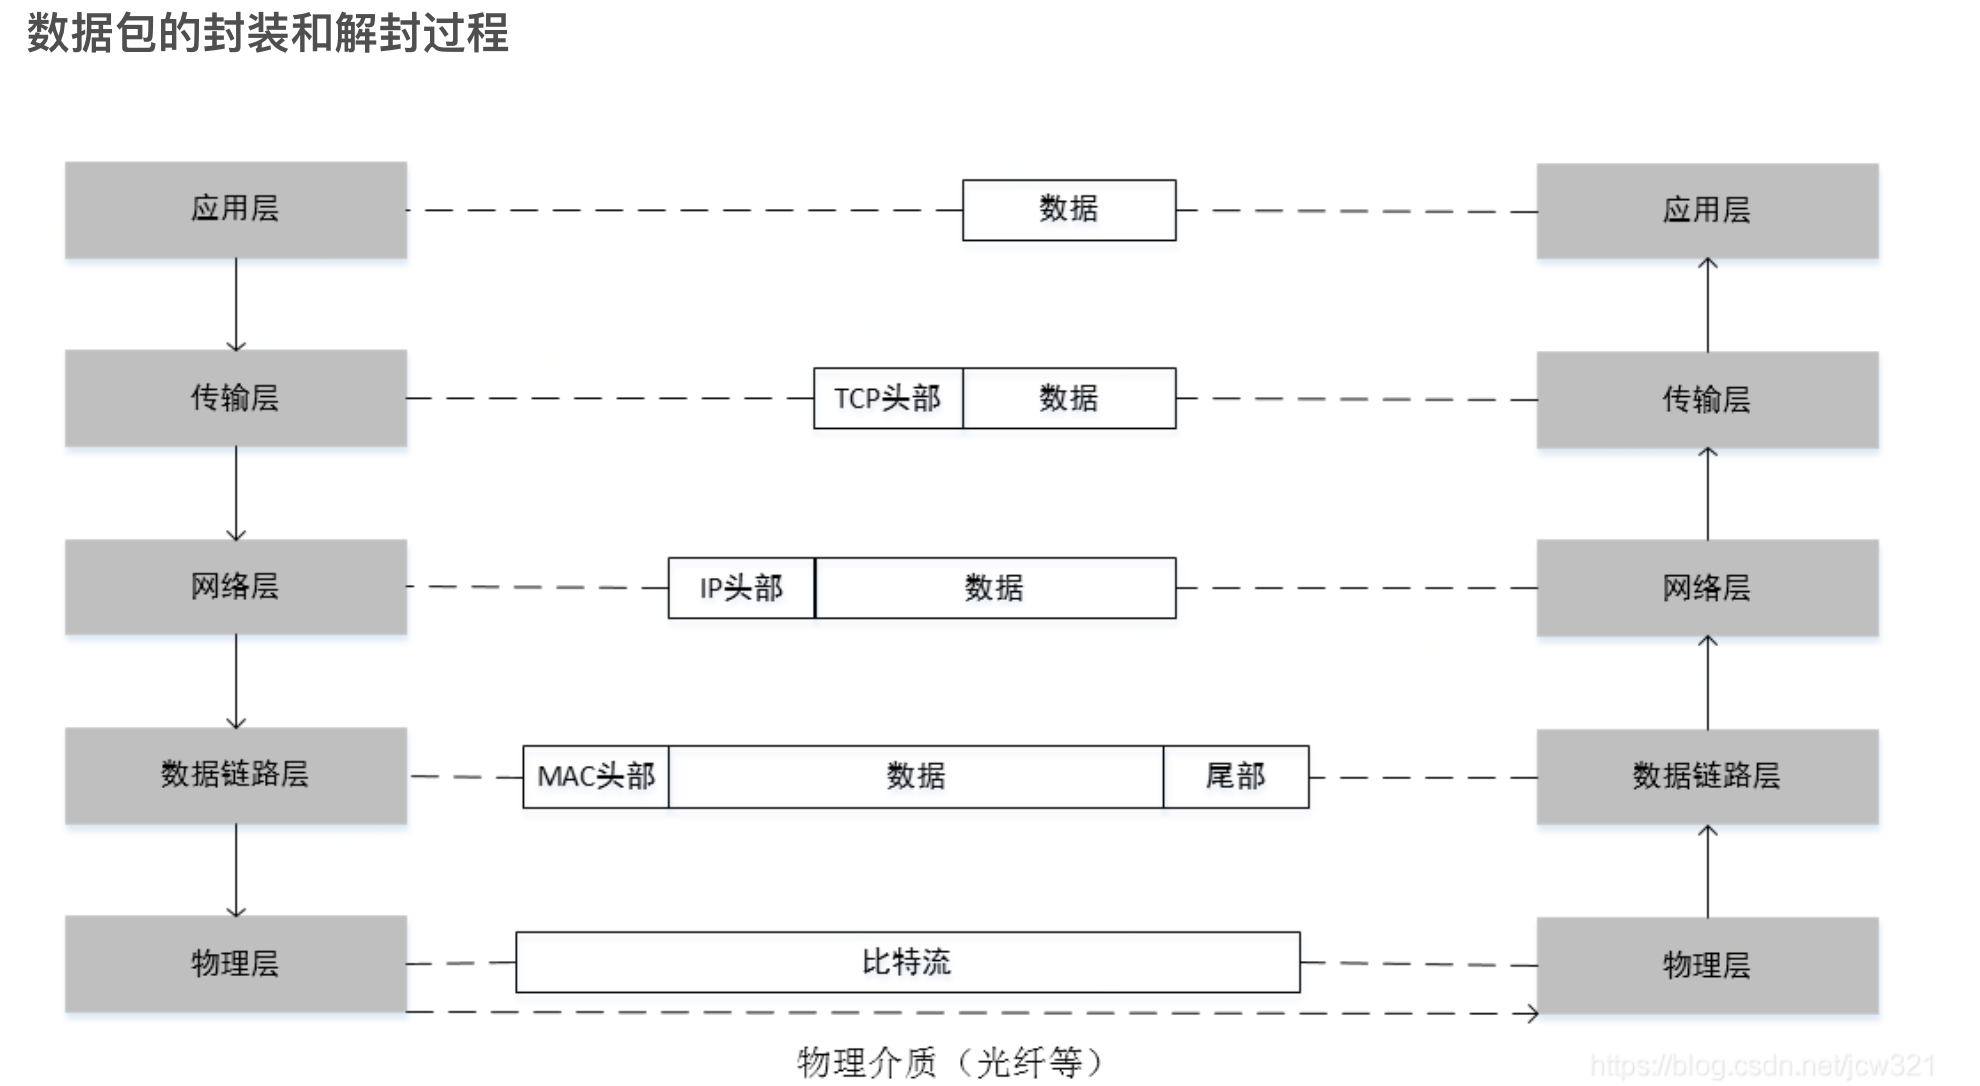 数据包的封装和解封过程
应用层
数据
应用层
传输层
TCP头部
数据
传输层
网络层
IP头部
数据
网络层
数据链路层
MAC头部
数据
尾部
数据链路层
物理层
比特流
物理层
物理介质（光纤等）
https://blog.csdn.net/jcw321